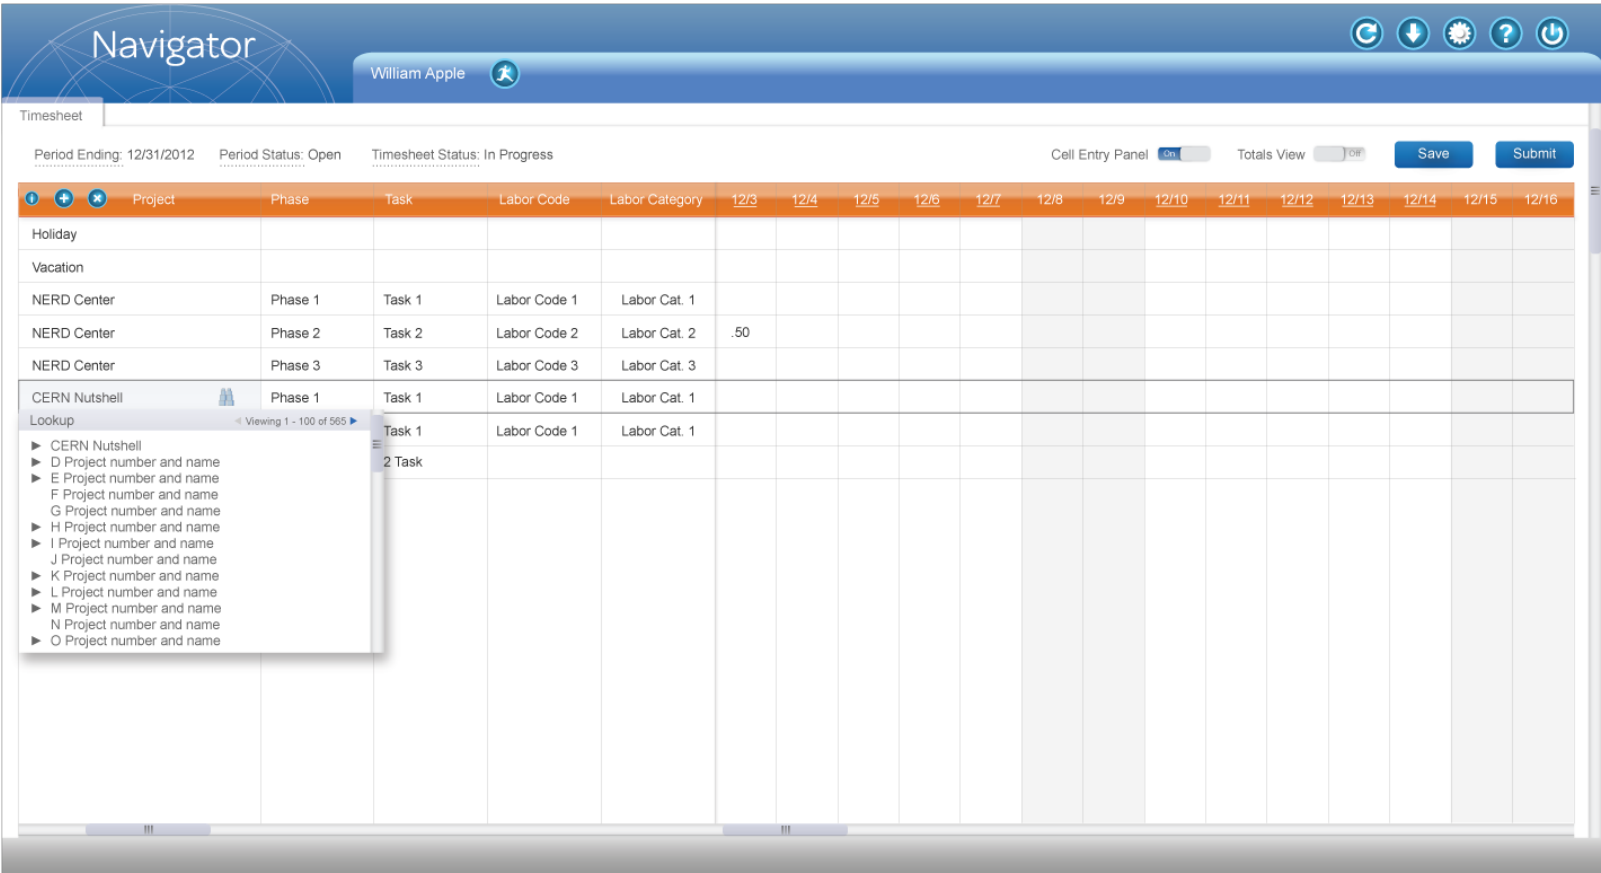 Navigator
William Apple
Timesheet
Period Ending: 12/31/2012 Period Status: Open Timesheet Status: In Progress Cell Entry Panel On Totals View Off Save Submit
Project Phase Task Labor Code Labor Category 12/3 12/4 12/5 12/6 12/7 12/8 12/9 12/10 12/11 12/12 12/13 12/14 12/15 12/16
Holiday
Vacation
NERD Center Phase 1 Task 1 Labor Code 1 Labor Cat. 1
NERD Center Phase 2 Task 2 Labor Code 2 Labor Cat. 2 .50
NERD Center Phase 3 Task 3 Labor Code 3 Labor Cat. 3
CERN Nutshell Phase 1 Task 1 Labor Code 1 Labor Cat. 1
Lookup Viewing 1 - 100 of 565
Task 1 Labor Code 1 Labor Cat. 1
CERN Nutshell
D Project number and name
2 Task
E Project number and name
F Project number and name
G Project number and name
H Project number and name
I Project number and name
J Project number and name
K Project number and name
L Project number and name
M Project number and name
N Project number and name
O Project number and name